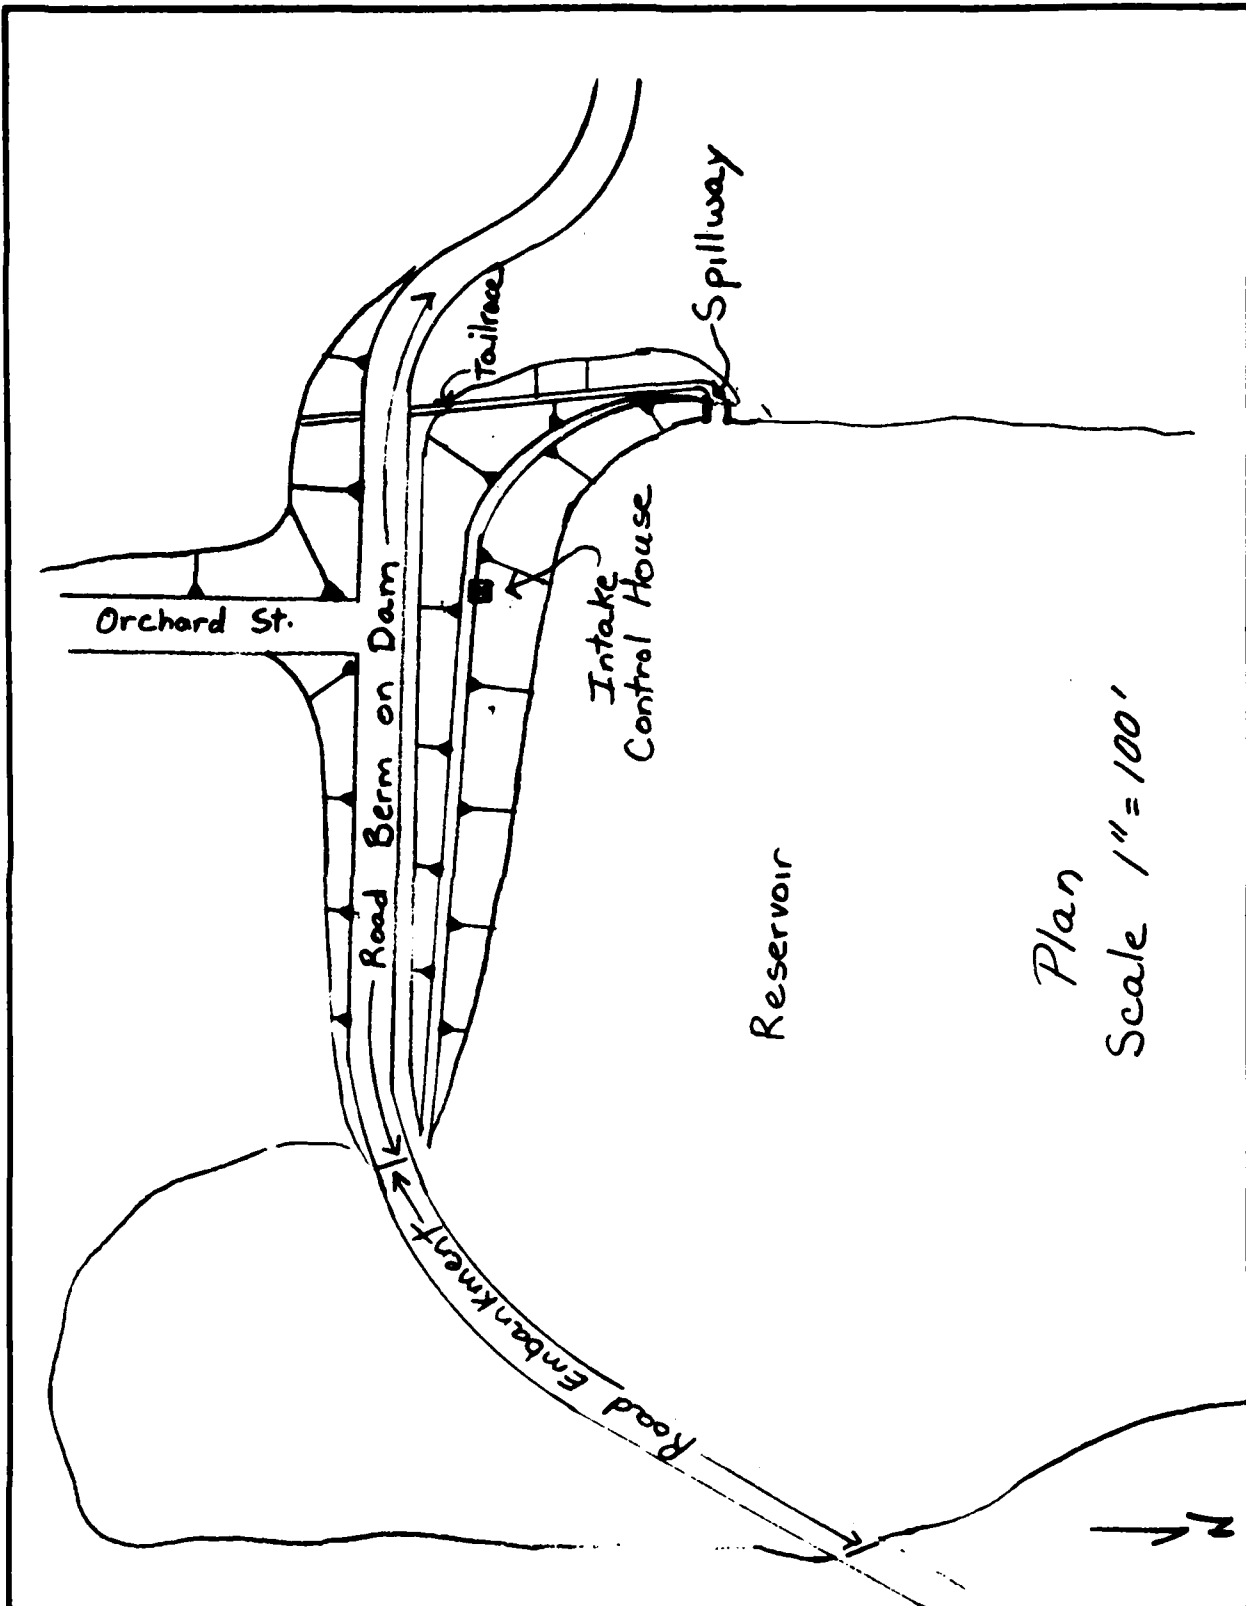 Spillway
Tailrace
Orchard St.
Road Berm on Dam
Intake
Control House
Reservoir
Plan
Scale 1" = 100'
Road Embankment
N